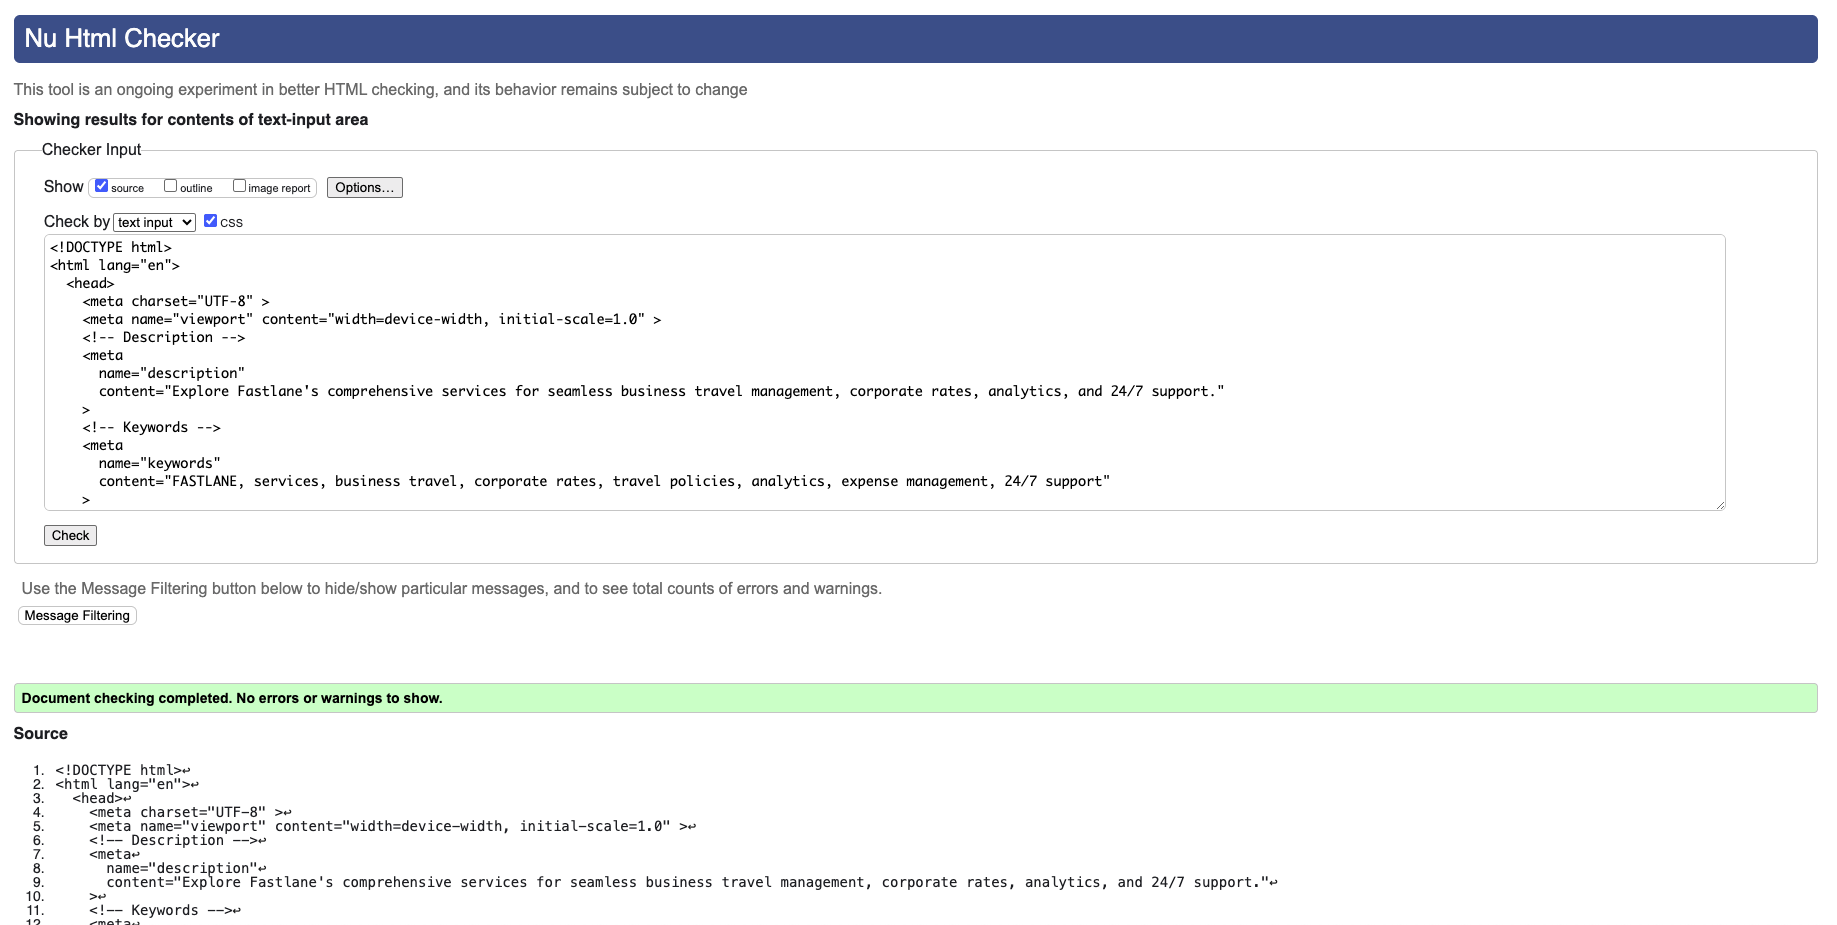 Nu Html Checker
This tool is an ongoing experiment in better HTML checking, and its behavior remains subject to change
Showing results for contents of text-input area
Checker Input
Show source outline image report Options...
Check by text input CSS
<!DOCTYPE html>
<html lang="en">
  <head>
    <meta charset="UTF-8" >
    <meta name="viewport" content="width=device-width, initial-scale=1.0" >
    <!-- Description -->
    <meta
      name="description"
      content="Explore Fastlane's comprehensive services for seamless business travel management, corporate rates, analytics, and 24/7 support."
    >
    <!-- Keywords -->
    <meta
      name="keywords"
      content="FASTLANE, services, business travel, corporate rates, travel policies, analytics, expense management, 24/7 support"
    >
Check
Use the Message Filtering button below to hide/show particular messages, and to see total counts of errors and warnings.
Message Filtering
Document checking completed. No errors or warnings to show.
Source
1. <!DOCTYPE html>↩
2. <html lang="en">↩
3.   <head>↩
4.     <meta charset="UTF-8" >↩
5.     <meta name="viewport" content="width=device-width, initial-scale=1.0" >↩
6.     <!-- Description -->↩
7.     <meta↩
8.       name="description"↩
9.       content="Explore Fastlane's comprehensive services for seamless business travel management, corporate rates, analytics, and 24/7 support."↩
10.     >↩
11.     <!-- Keywords -->↩
12.     <meta↩